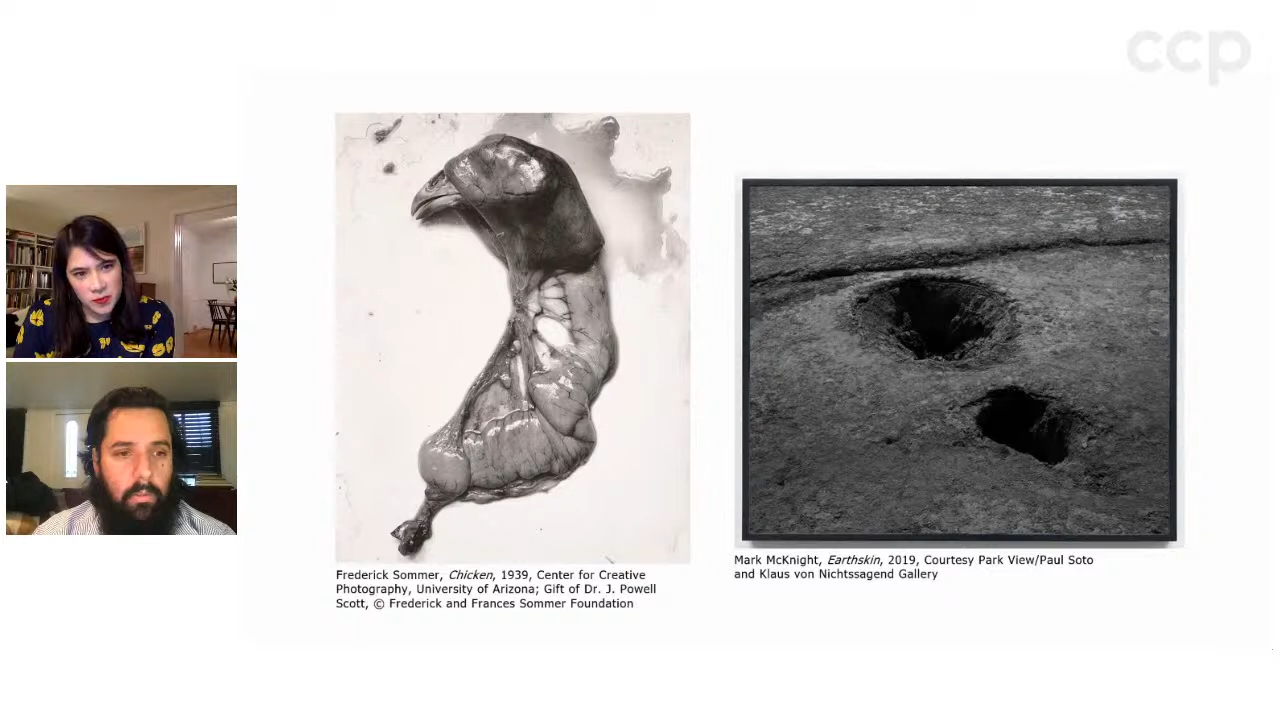 ccp
Frederick Sommer, Chicken, 1939, Center for Creative
Photography, University of Arizona; Gift of Dr. J. Powell
Scott, © Frederick and Frances Sommer Foundation
Mark McKnight, Earthskin, 2019, Courtesy Park View/Paul Soto
and Klaus von Nichtssagend Gallery